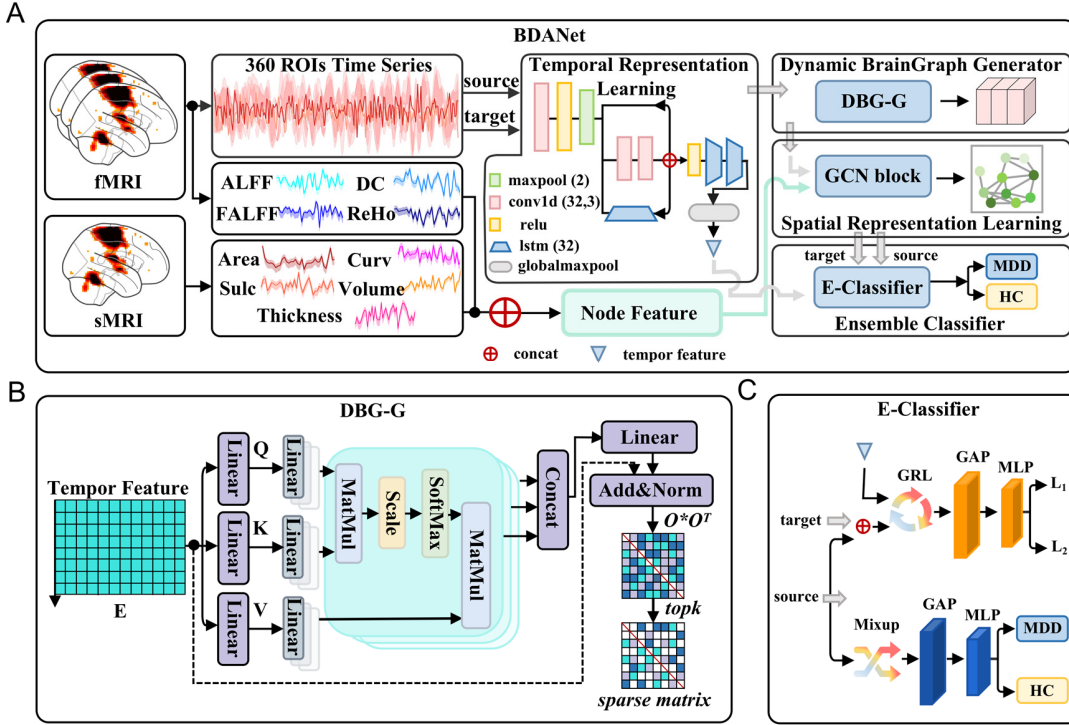 A
BDANet
fMRI
sMRI
360 ROIs Time Series
source
target
ALFF
DC
FALFF
ReHo
Area
Curv
Sulc
Volume
Thickness
Temporal Representation
Learning
maxpool (2)
conv1d (32,3)
relu
lstm (32)
globalmaxpool
Node Feature
concat
tempor feature
Dynamic BrainGraph Generator
DBG-G
GCN block
Spatial Representation Learning
target
source
E-Classifier
MDD
HC
Ensemble Classifier
B
DBG-G
Tempor Feature
E
Linear
Q
Linear
Linear
K
Linear
Linear
V
Linear
MatMul
Scale
SoftMax
MatMul
Concat
Linear
Add&Norm
O*Oᵀ
topk
sparse matrix
C
E-Classifier
GRL
GAP
MLP
L₁
L₂
target
source
Mixup
GAP
MLP
MDD
HC